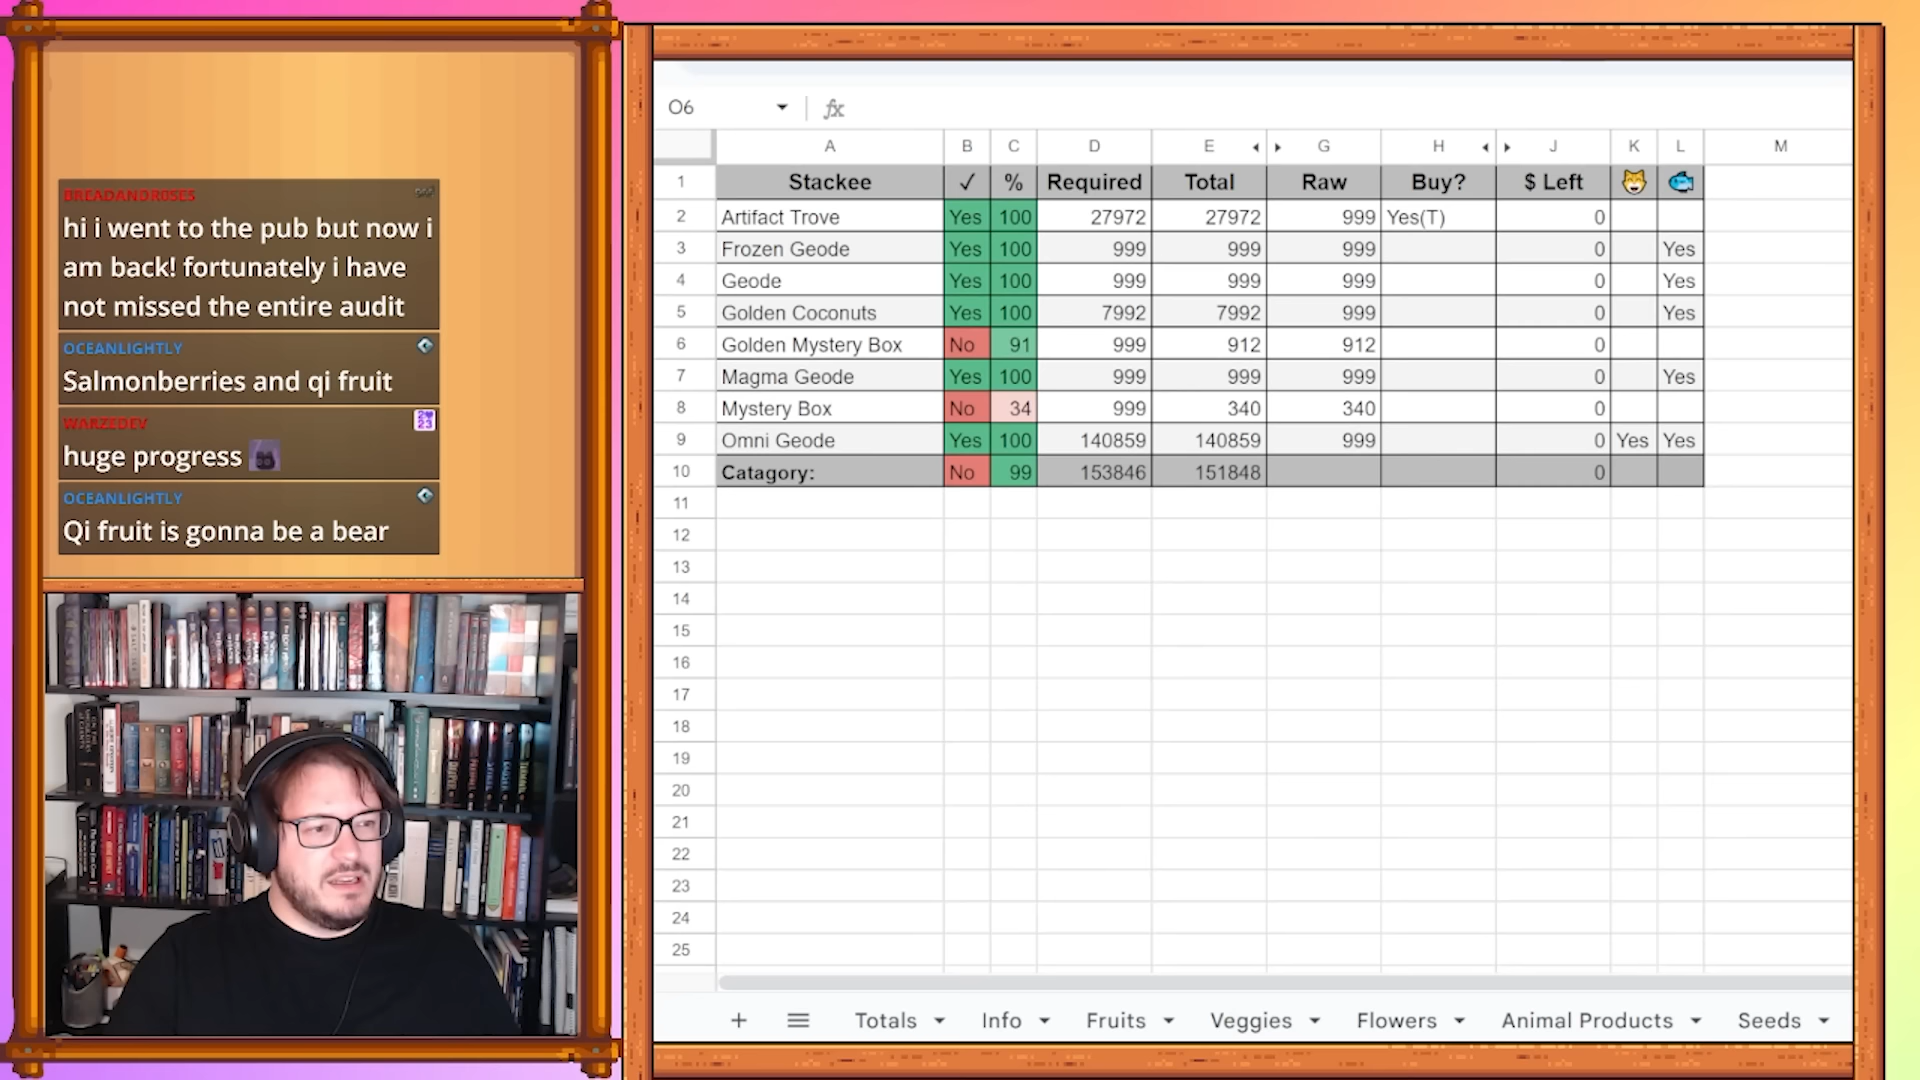 BREADANDR0SES
hi i went to the pub but now i
am back! fortunately i have
not missed the entire audit
OCEANLIGHTLY
Salmonberries and qi fruit
WARZEDEV
huge progress
OCEANLIGHTLY
Qi fruit is gonna be a bear
O6 fx
A B C D E G H J K L M
1 Stackee ✓ % Required Total Raw Buy? $ Left
2 Artifact Trove Yes 100 27972 27972 999 Yes(T) 0
3 Frozen Geode Yes 100 999 999 999 0 Yes
4 Geode Yes 100 999 999 999 0 Yes
5 Golden Coconuts Yes 100 7992 7992 999 0 Yes
6 Golden Mystery Box No 91 999 912 912 0
7 Magma Geode Yes 100 999 999 999 0 Yes
8 Mystery Box No 34 999 340 340 0
9 Omni Geode Yes 100 140859 140859 999 0 Yes Yes
10 Catagory: No 99 153846 151848 0
11
12
13
14
15
16
17
18
19
20
21
22
23
24
25
+ Totals Info Fruits Veggies Flowers Animal Products Seeds